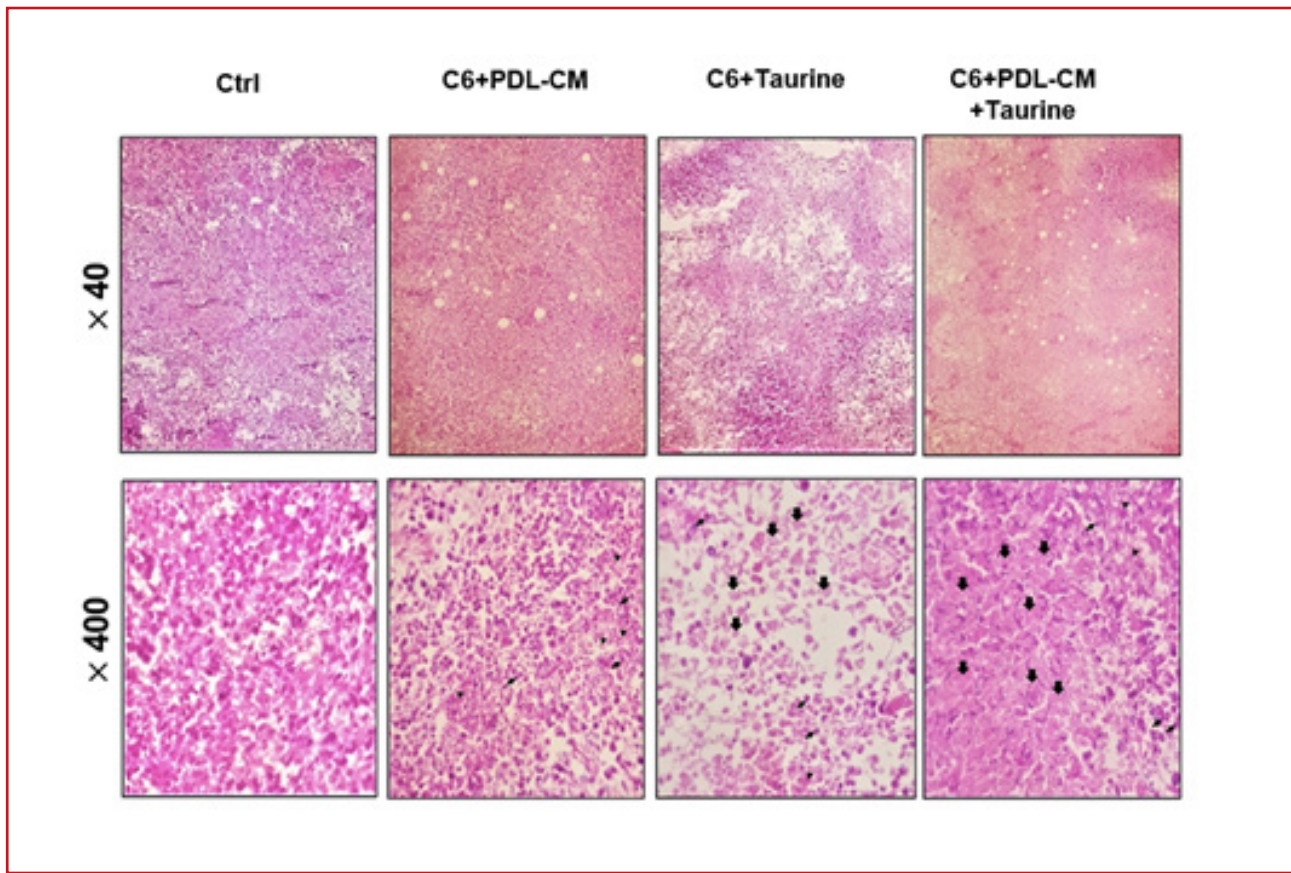 Ctrl
C6+PDL-CM
C6+Taurine
C6+PDL-CM
+Taurine
× 40
× 400